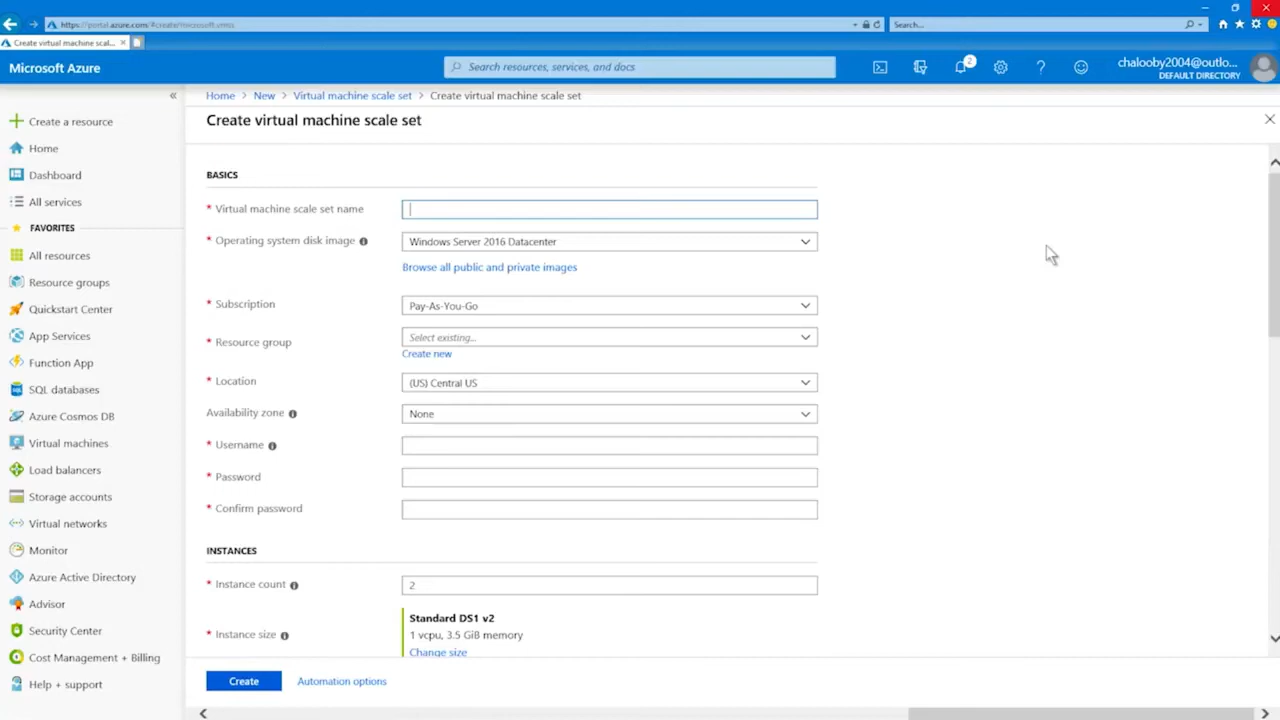 https://portal.azure.com/#create/microsoft.vmss
Search...
Create virtual machine scal...
Microsoft Azure
Search resources, services, and docs
2
chalooby2004@outlo...
DEFAULT DIRECTORY
Home > New > Virtual machine scale set > Create virtual machine scale set
Create virtual machine scale set
Create a resource
Home
Dashboard
All services
FAVORITES
All resources
Resource groups
Quickstart Center
App Services
Function App
SQL databases
Azure Cosmos DB
Virtual machines
Load balancers
Storage accounts
Virtual networks
Monitor
Azure Active Directory
Advisor
Security Center
Cost Management + Billing
Help + support
BASICS
* Virtual machine scale set name
* Operating system disk image
Windows Server 2016 Datacenter
Browse all public and private images
* Subscription
Pay-As-You-Go
* Resource group
Select existing...
Create new
* Location
(US) Central US
Availability zone
None
* Username
* Password
* Confirm password
INSTANCES
* Instance count
2
* Instance size
Standard DS1 v2
1 vcpu, 3.5 GiB memory
Change size
Create
Automation options